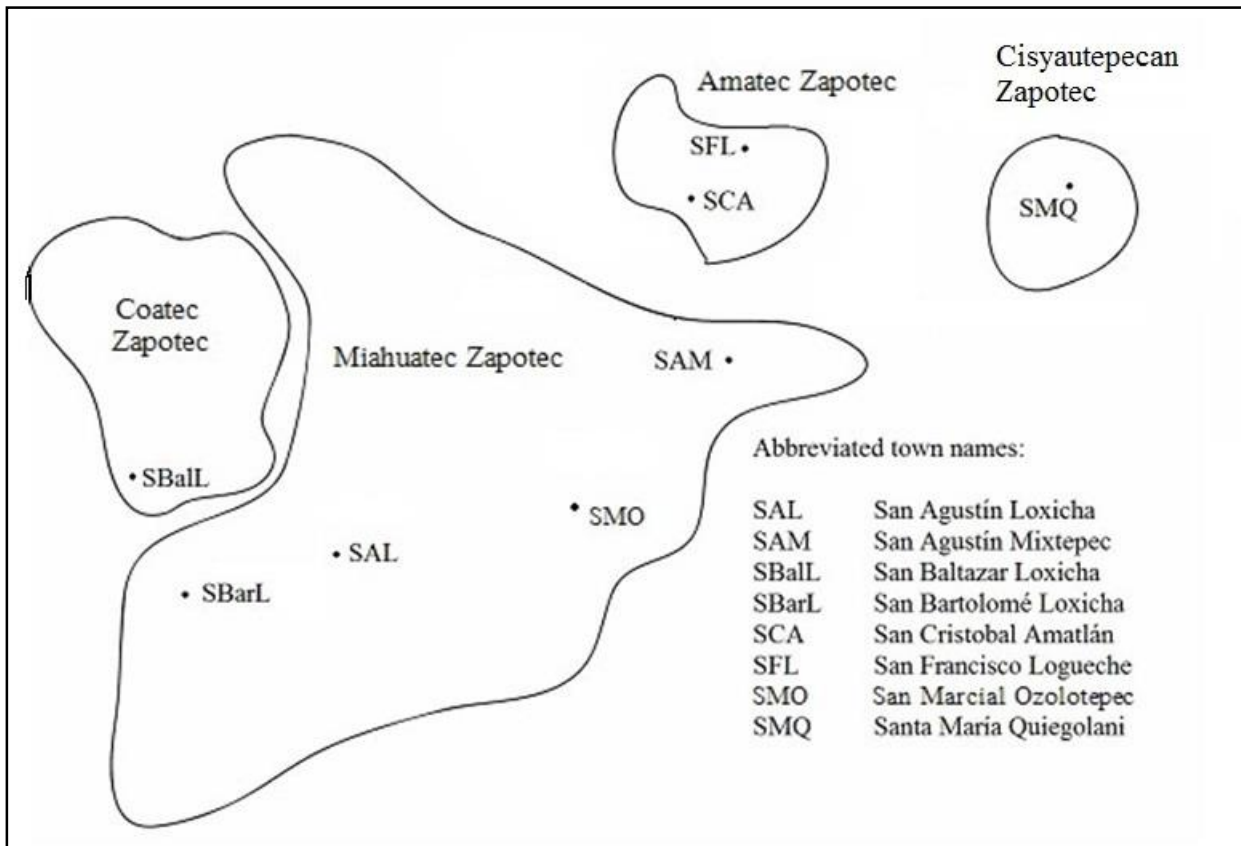 Cisyautepecan
Zapotec
Amatec Zapotec
SFL
SCA
SMQ
Coatec
Zapotec
Miahuatec Zapotec
SAM
SBalL
SMO
SAL
SBarL
Abbreviated town names:
SAL San Agustín Loxicha
SAM San Agustín Mixtepec
SBalL San Baltazar Loxicha
SBarL San Bartolomé Loxicha
SCA San Cristobal Amatlán
SFL San Francisco Logueche
SMO San Marcial Ozolotepec
SMQ Santa María Quiegolani